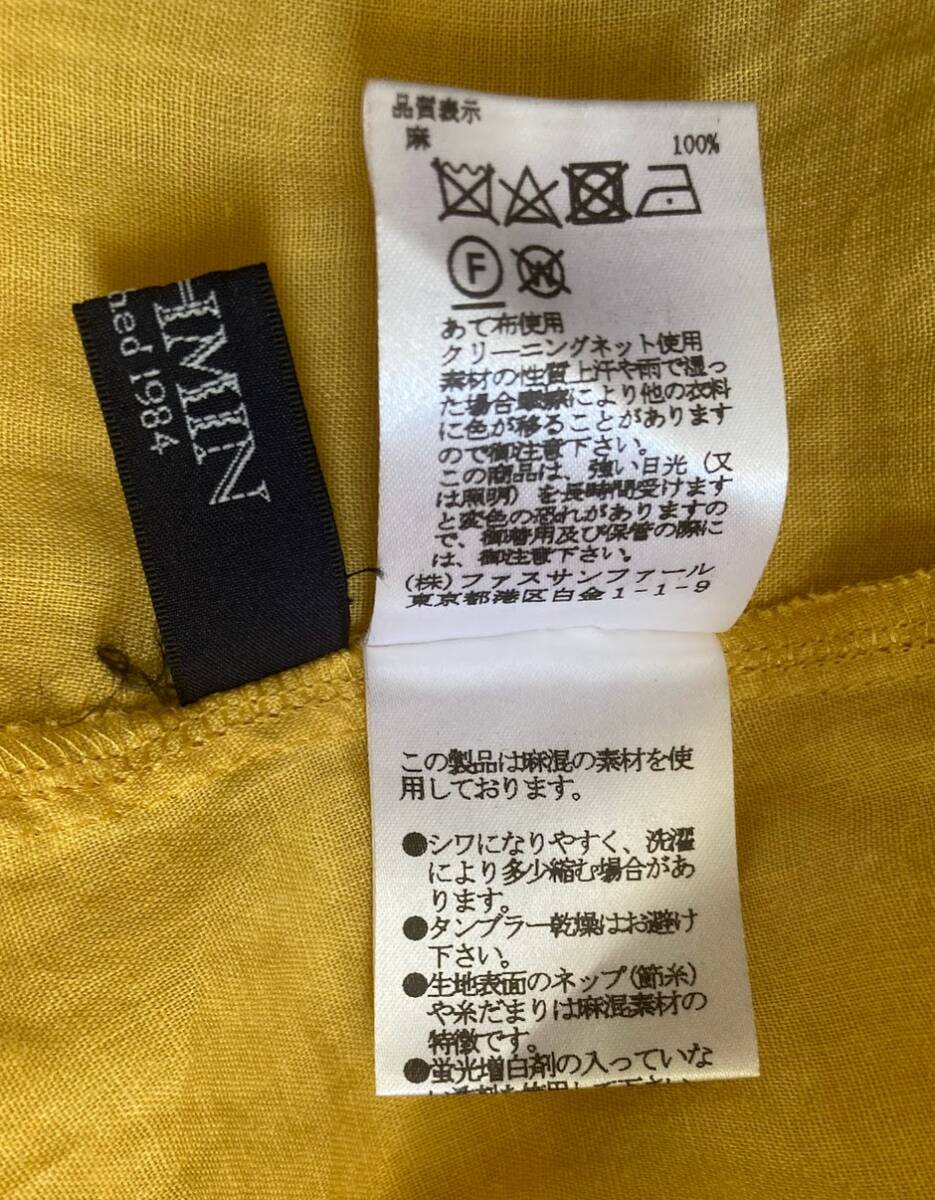 品質表示
麻 100%
F
W
あて布使用
クリーニングネット使用
素材の性質上汗や雨で湿っ
た場合摩擦により他の衣料
に色が移ることがあります
ので御注意下さい。
この商品は、強い日光（又
は照明）を長時間受けます
と変色の恐れがありますの
で、御着用及び保管の際に
は、御注意下さい。
(株)ファスサンファール
東京都港区白金1-1-9
HMIN
hed 1984
この製品は麻混の素材を使
用しております。
●シワになりやすく、洗濯
により多少縮む場合があ
ります。
●タンブラー乾燥はお避け
下さい。
●生地表面のネップ(節糸)
や糸だまりは麻混素材の
特徴です。
●蛍光増白剤の入っていな